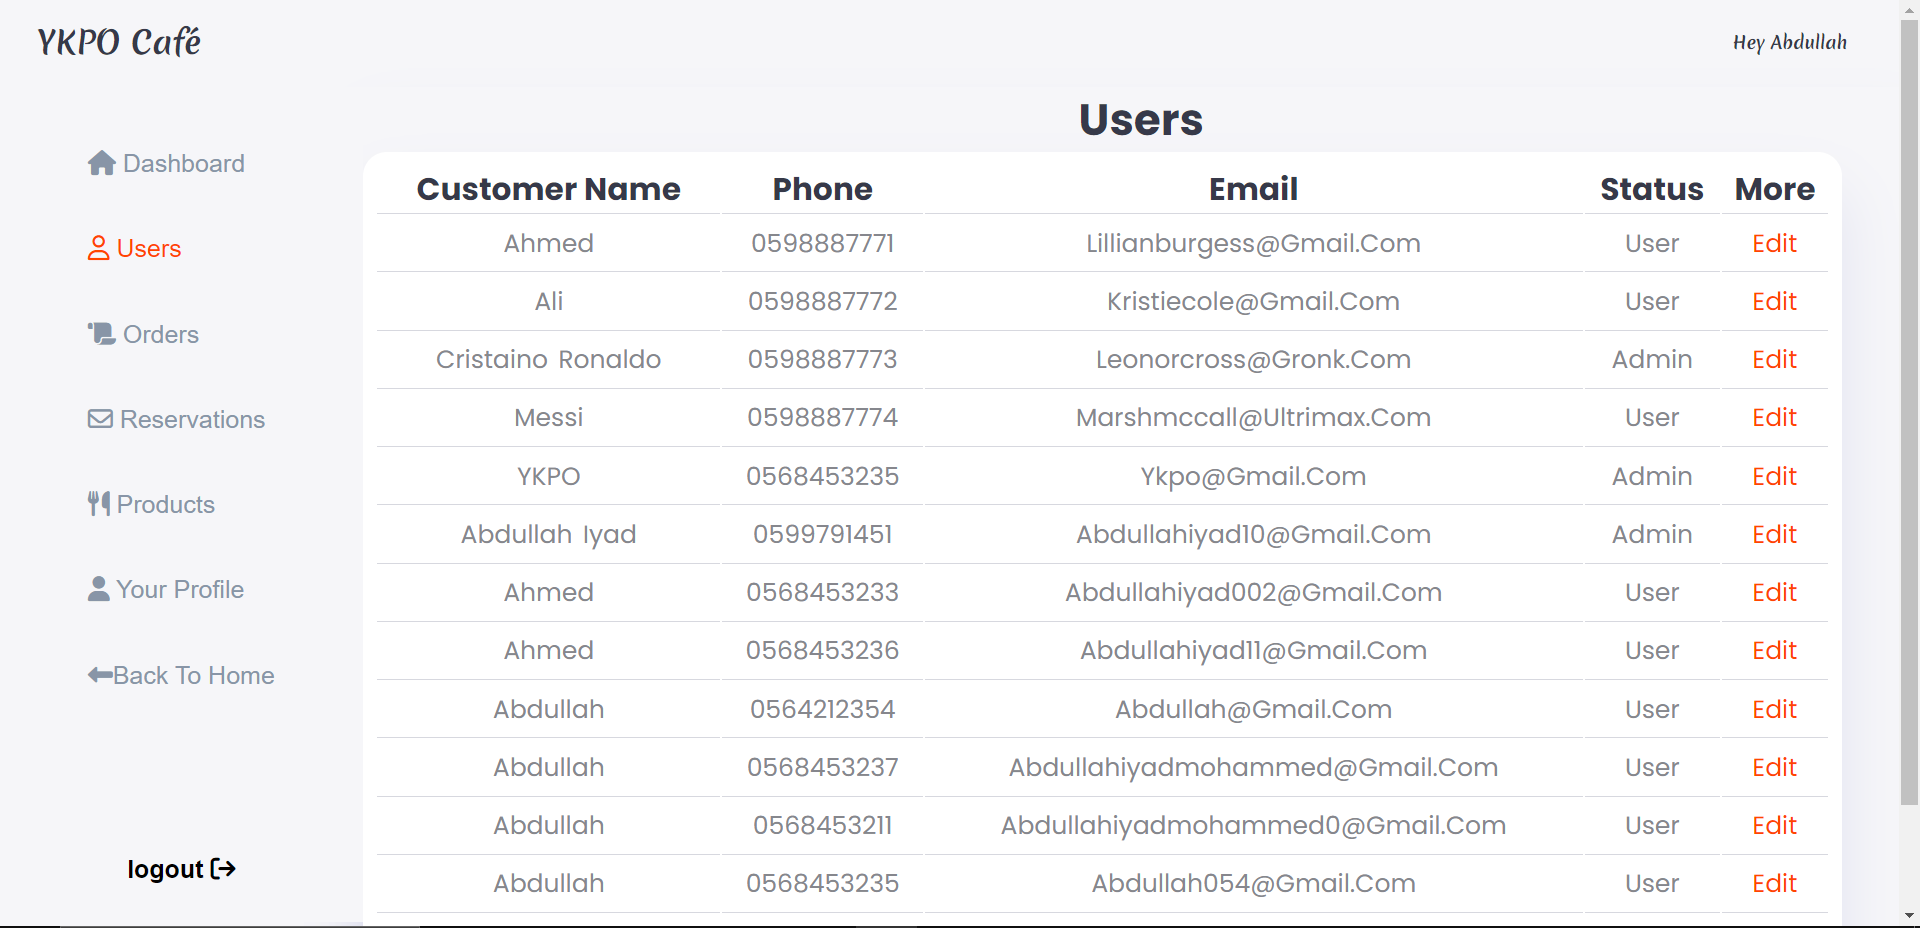 YKPO Café
Hey Abdullah
Dashboard
Users
Orders
Reservations
Products
Your Profile
Back To Home
logout
Users
Customer Name Phone Email Status More
Ahmed 0598887771 Lillianburgess@Gmail.Com User Edit
Ali 0598887772 Kristiecole@Gmail.Com User Edit
Cristaino Ronaldo 0598887773 Leonorcross@Gronk.Com Admin Edit
Messi 0598887774 Marshmccall@Ultrimax.Com User Edit
YKPO 0568453235 Ykpo@Gmail.Com Admin Edit
Abdullah Iyad 0599791451 Abdullahiyad10@Gmail.Com Admin Edit
Ahmed 0568453233 Abdullahiyad002@Gmail.Com User Edit
Ahmed 0568453236 Abdullahiyad11@Gmail.Com User Edit
Abdullah 0564212354 Abdullah@Gmail.Com User Edit
Abdullah 0568453237 Abdullahiyadmohammed@Gmail.Com User Edit
Abdullah 0568453211 Abdullahiyadmohammed0@Gmail.Com User Edit
Abdullah 0568453235 Abdullah054@Gmail.Com User Edit